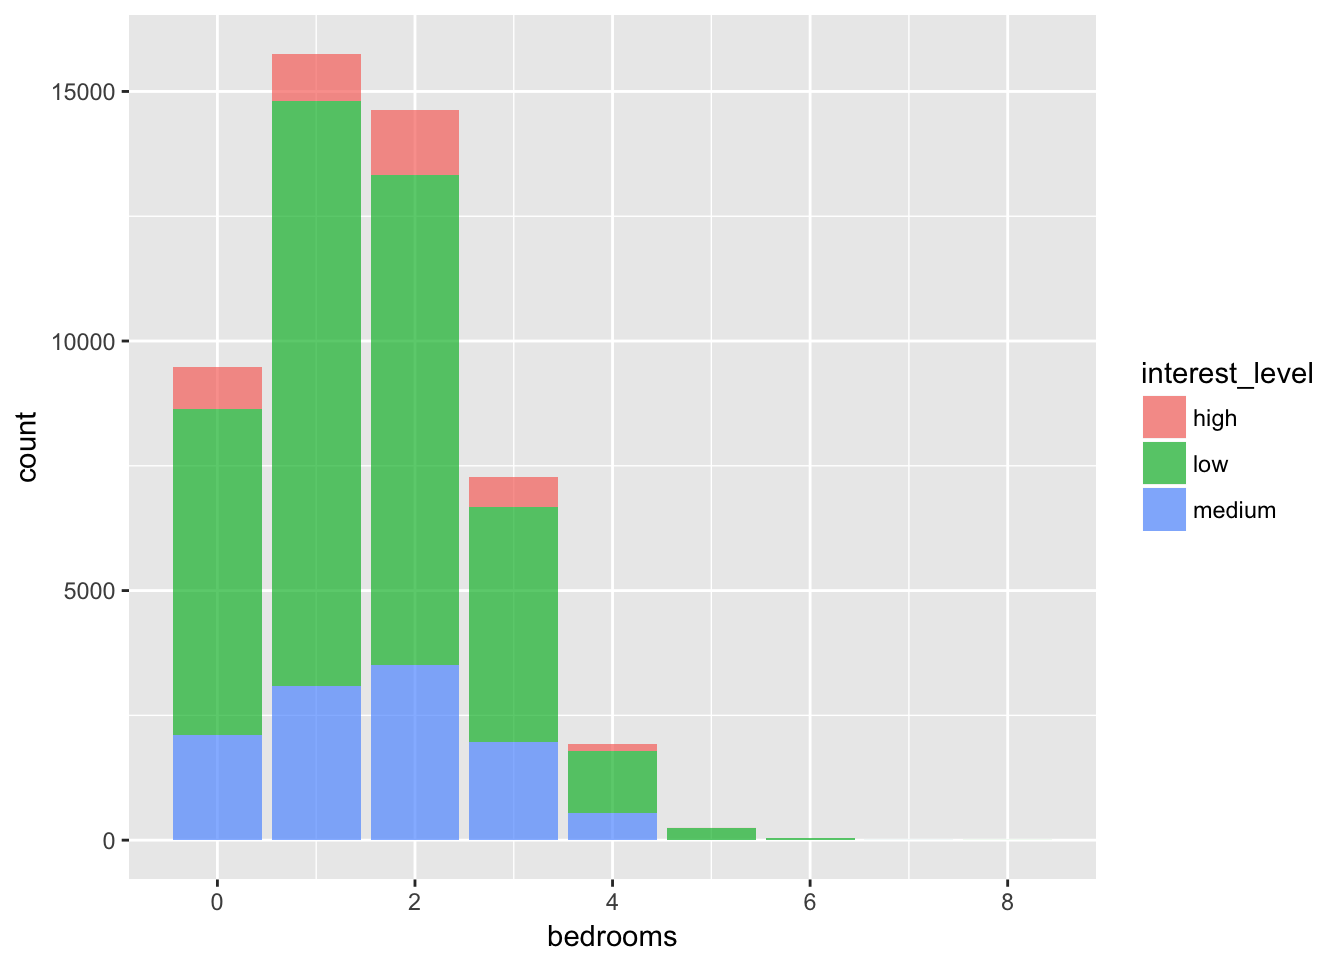 15000
10000
5000
0
count
0 2 4 6 8
bedrooms
interest_level
high
low
medium